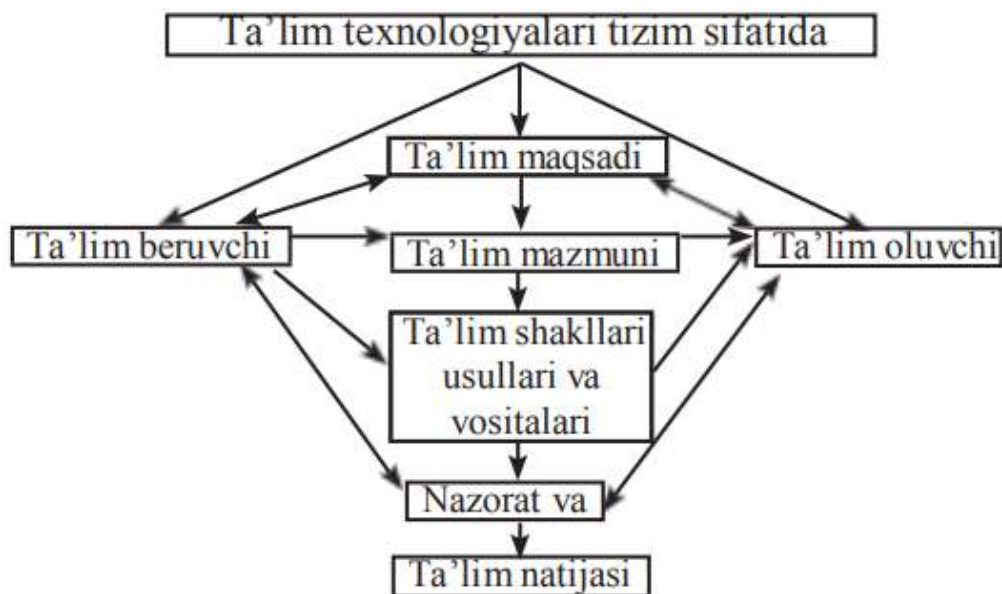 Ta’lim texnologiyalari tizim sifatida
Ta’lim maqsadi
Ta’lim beruvchi
Ta’lim mazmuni
Ta’lim oluvchi
Ta’lim shakllari
usullari va
vositalari
Nazorat va
Ta’lim natijasi